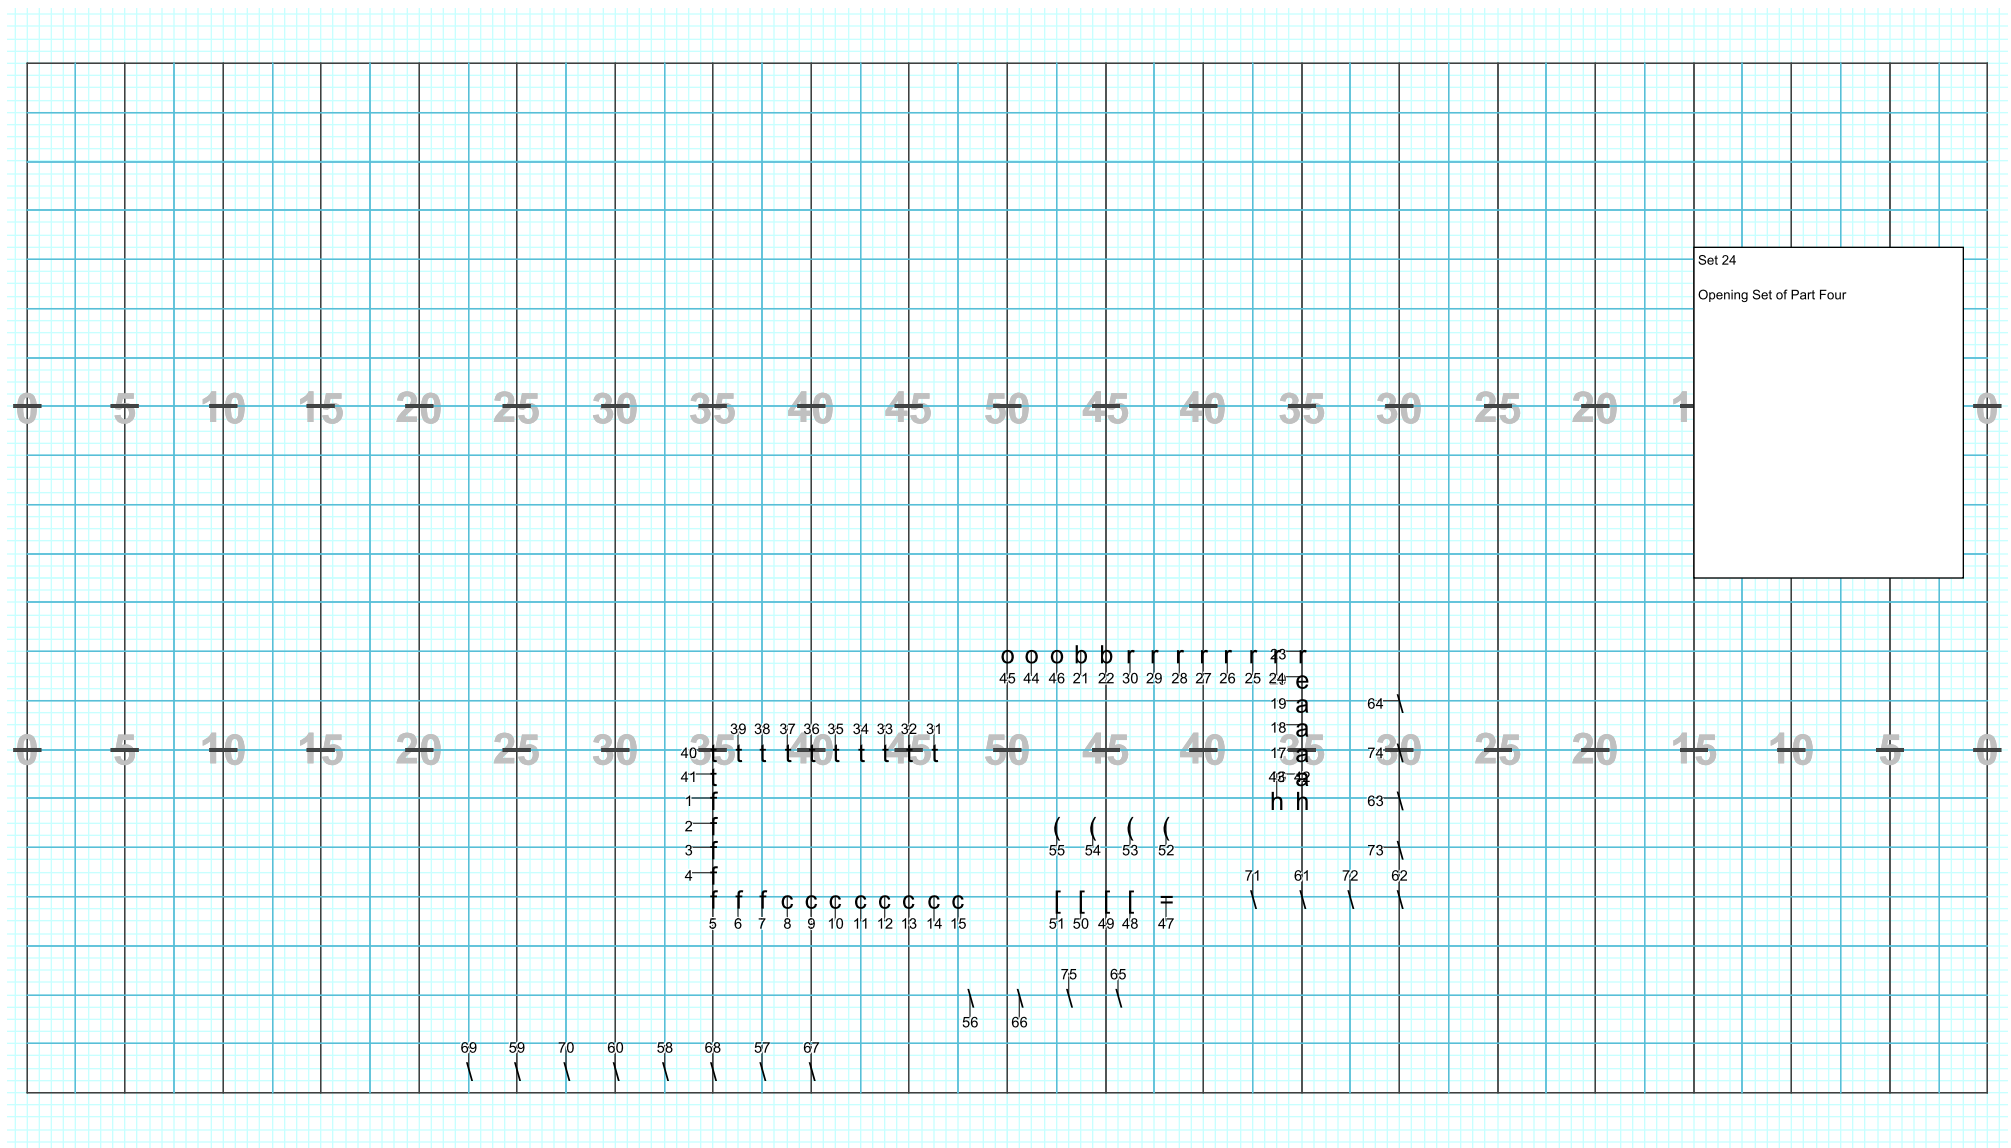 Set 24
Opening Set of Part Four
0 5 10 15 20 25 30 35 40 45 50 45 40 35 30 25 20 0
o o o b b r r r r r r r r
45 44 46 21 22 30 29 28 27 26 25 24 23
e
19 a 64 \
39 38 37 36 35 34 33 32 31
18 a
0 5 10 15 20 25 30 35 40 45 50 45 40 35 30 25 20 15 10 5 0
40 t t t t t t t t t t
17 a 74 \
41 t
a
1 f
h h 63 \
2 f
( ( ( (
3 f
55 54 53 52
73 \
4 f
71 61 72 62
f f f c c c c c c c c
[ [ [ [ =
\ \ \ \
5 6 7 8 9 10 11 12 13 14 15
51 50 49 48 47
75 65
\ \ \ \
56 66
69 59 70 60 58 68 57 67
\ \ \ \ \ \ \ \